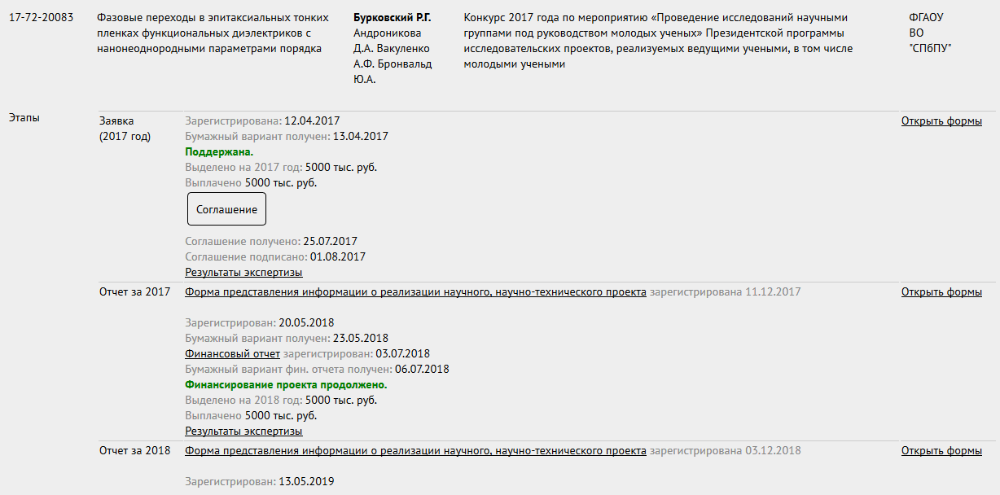 17-72-20083
Фазовые переходы в эпитаксиальных тонких
пленках функциональных диэлектриков с
нанонеоднородными параметрами порядка
Бурковский Р.Г.
Андроникова
Д.А. Вакуленко
А.Ф. Бронвальд
Ю.А.
Конкурс 2017 года по мероприятию «Проведение исследований научными
группами под руководством молодых ученых» Президентской программы
исследовательских проектов, реализуемых ведущими учеными, в том числе
молодыми учеными
ФГАОУ
ВО
"СПбПУ"
Этапы
Заявка
(2017 год)
Зарегистрирована: 12.04.2017
Бумажный вариант получен: 13.04.2017
Поддержана.
Выделено на 2017 год: 5000 тыс. руб.
Выплачено 5000 тыс. руб.
Соглашение
Соглашение получено: 25.07.2017
Соглашение подписано: 01.08.2017
Результаты экспертизы
Открыть формы
Отчет за 2017
Форма представления информации о реализации научного, научно-технического проекта зарегистрирована 11.12.2017
Открыть формы
Зарегистрирован: 20.05.2018
Бумажный вариант получен: 23.05.2018
Финансовый отчет зарегистрирован: 03.07.2018
Бумажный вариант фин. отчета получен: 06.07.2018
Финансирование проекта продолжено.
Выделено на 2018 год: 5000 тыс. руб.
Выплачено 5000 тыс. руб.
Результаты экспертизы
Отчет за 2018
Форма представления информации о реализации научного, научно-технического проекта зарегистрирована 03.12.2018
Открыть формы
Зарегистрирован: 13.05.2019